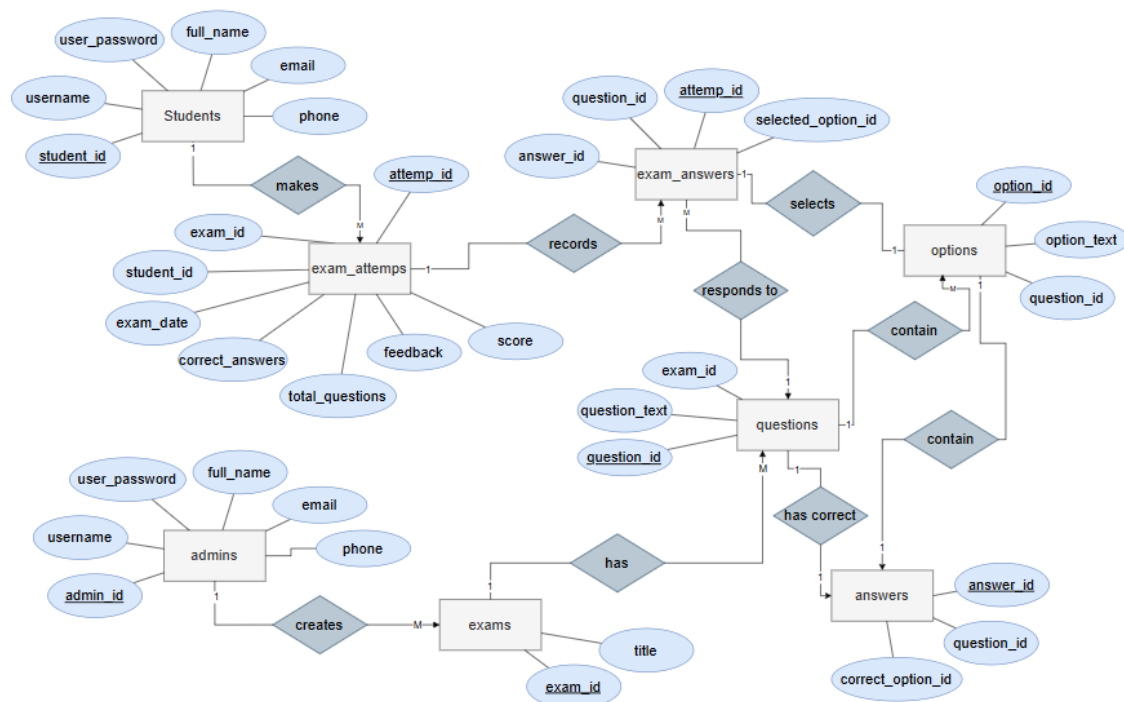 full_name
user_password
email
username
Students
phone
student_id
1
makes
M
attemp_id
exam_id
student_id
exam_attemps
1
exam_date
correct_answers
feedback
score
total_questions
records
M
question_id
attemp_id
selected_option_id
answer_id
exam_answers
1
M
selects
1
option_id
options
option_text
question_id
1
M
responds to
1
contain
exam_id
question_text
questions
1
question_id
M
1
contain
1
has correct
1
full_name
user_password
email
username
admins
phone
admin_id
1
creates
M
has
1
exams
title
exam_id
answers
answer_id
question_id
correct_option_id